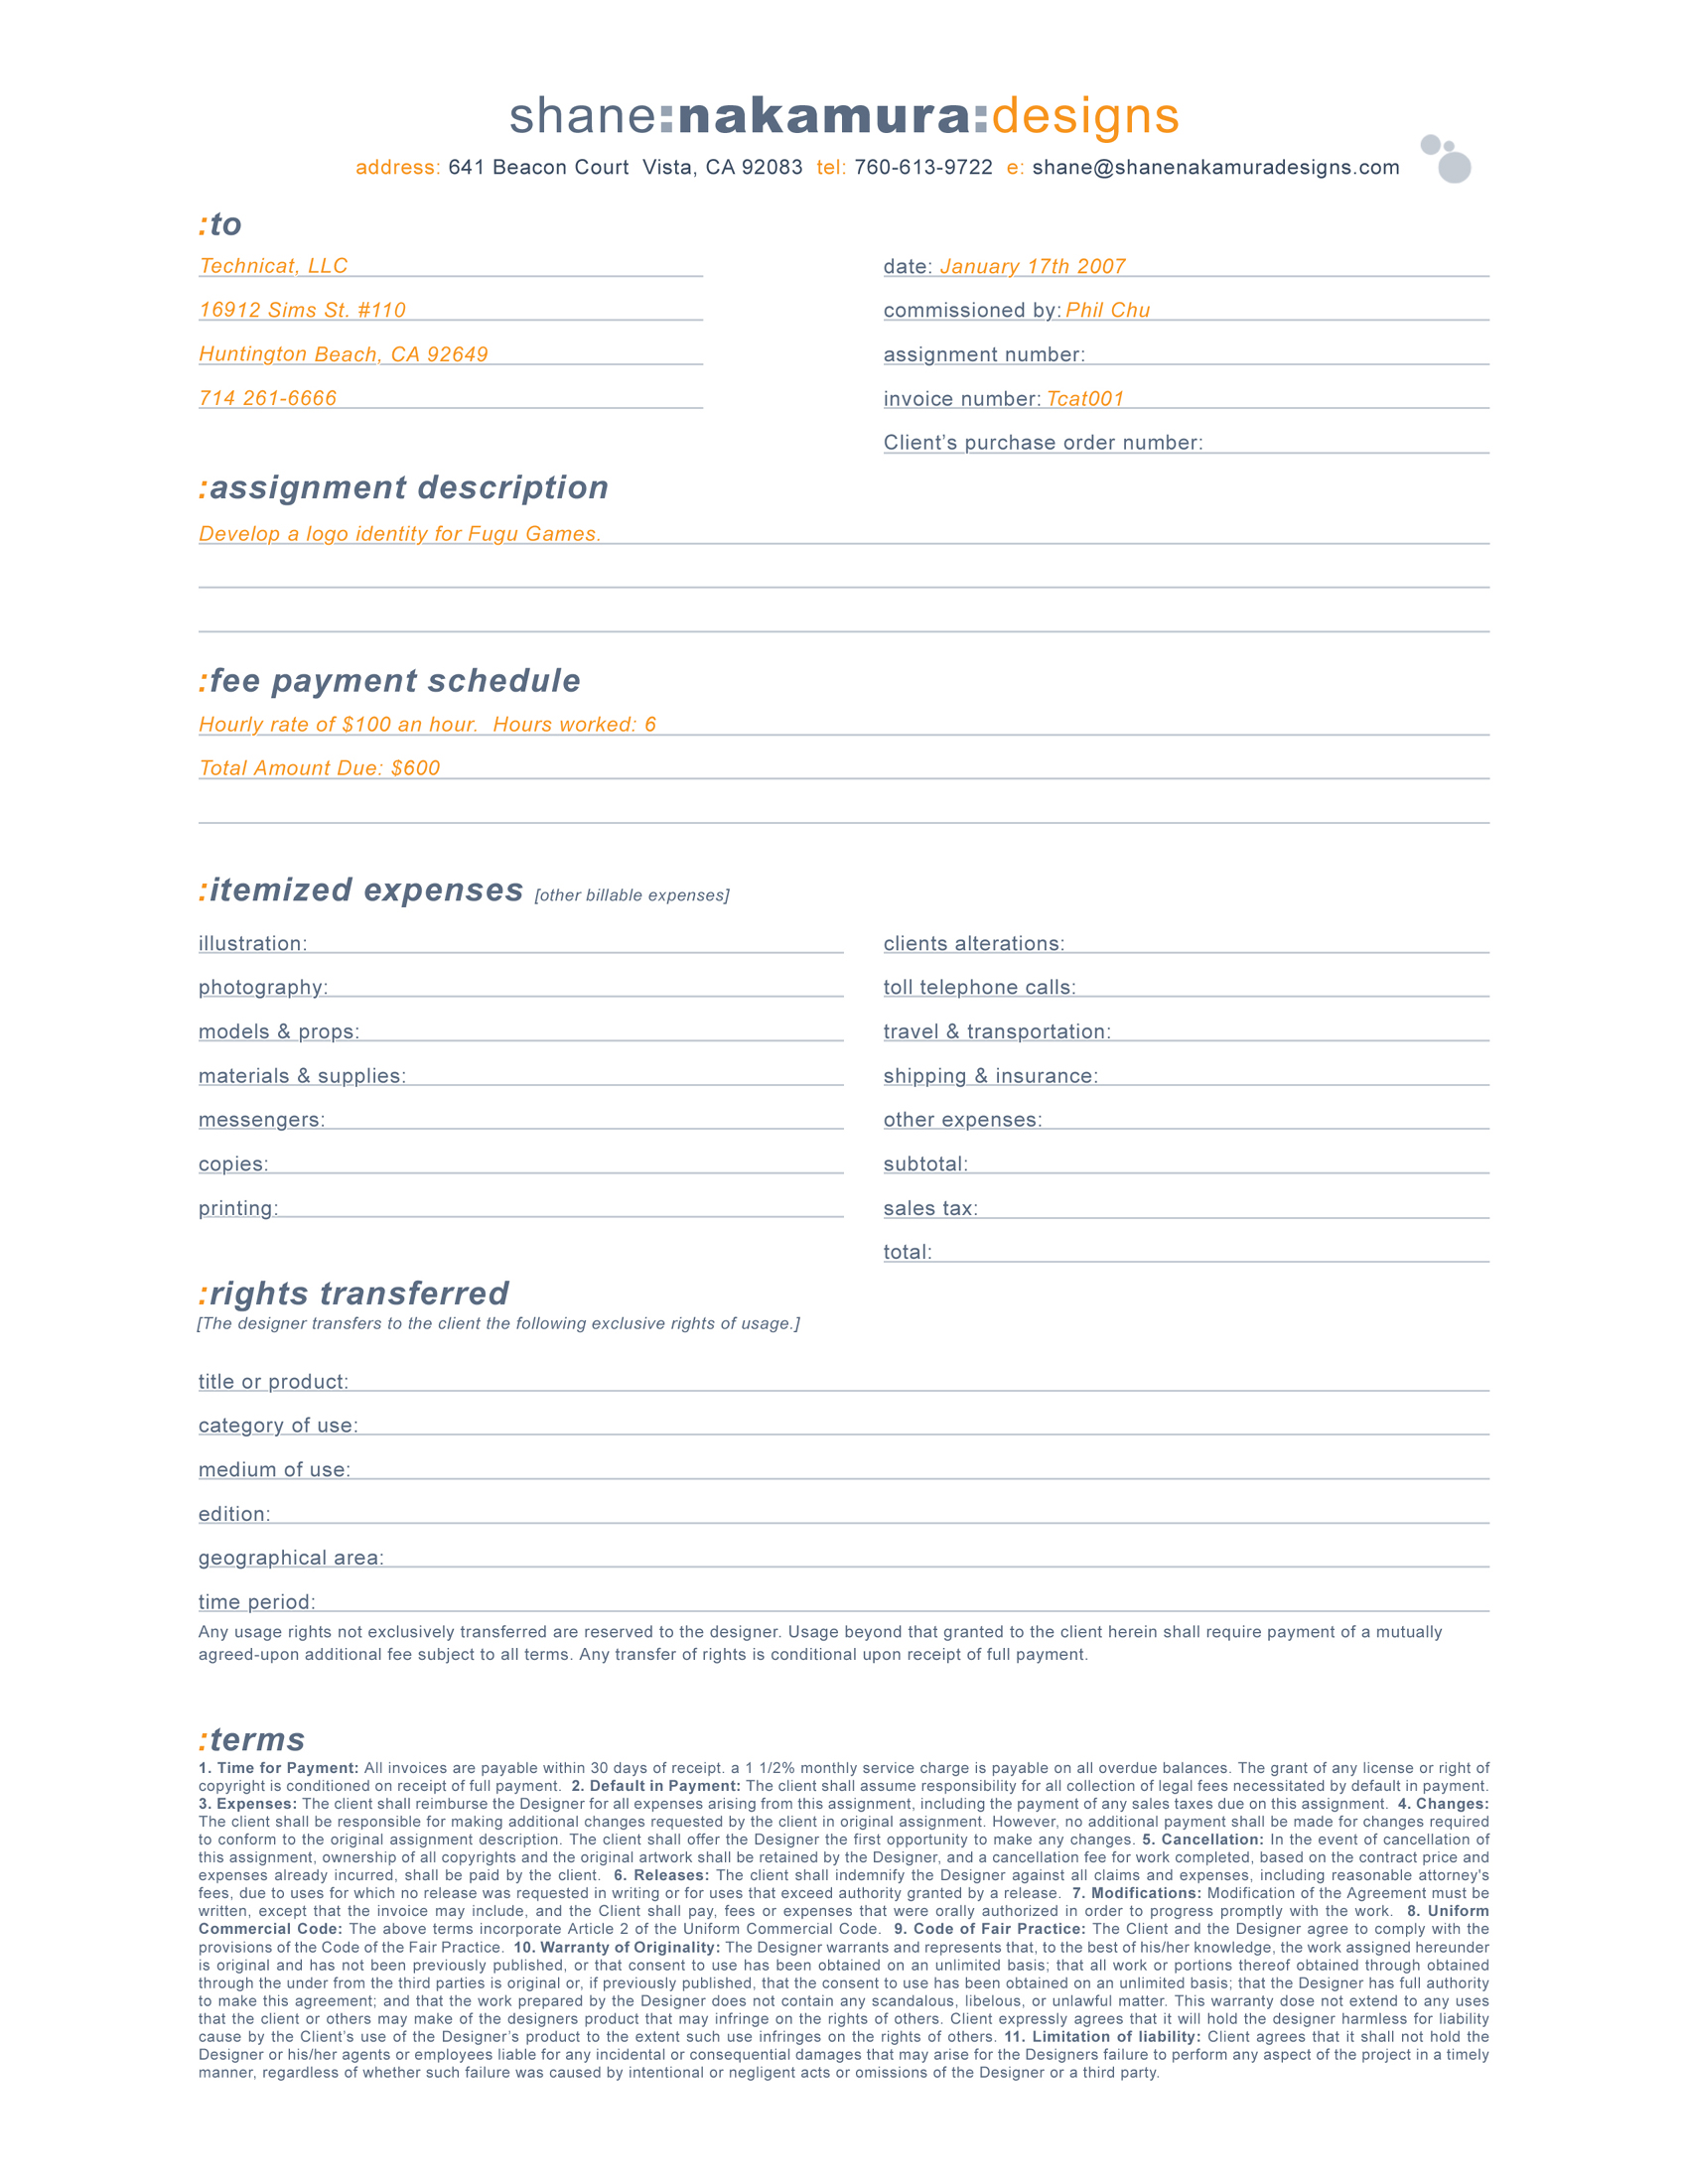 shane:nakamura:designs
address: 641 Beacon Court  Vista, CA 92083  tel: 760-613-9722  e: shane@shanenakamuradesigns.com
:to
Technicat, LLC
16912 Sims St. #110
Huntington Beach, CA 92649
714 261-6666
date: January 17th 2007
commissioned by: Phil Chu
assignment number:
invoice number: Tcat001
Client’s purchase order number:
:assignment description
Develop a logo identity for Fugu Games.
:fee payment schedule
Hourly rate of $100 an hour.  Hours worked: 6
Total Amount Due: $600
:itemized expenses [other billable expenses]
illustration:
photography:
models & props:
materials & supplies:
messengers:
copies:
printing:
clients alterations:
toll telephone calls:
travel & transportation:
shipping & insurance:
other expenses:
subtotal:
sales tax:
total:
:rights transferred
[The designer transfers to the client the following exclusive rights of usage.]
title or product:
category of use:
medium of use:
edition:
geographical area:
time period:
Any usage rights not exclusively transferred are reserved to the designer. Usage beyond that granted to the client herein shall require payment of a mutually
agreed-upon additional fee subject to all terms. Any transfer of rights is conditional upon receipt of full payment.
:terms
1. Time for Payment: All invoices are payable within 30 days of receipt. a 1 1/2% monthly service charge is payable on all overdue balances. The grant of any license or right of
copyright is conditioned on receipt of full payment.  2. Default in Payment: The client shall assume responsibility for all collection of legal fees necessitated by default in payment.
3. Expenses: The client shall reimburse the Designer for all expenses arising from this assignment, including the payment of any sales taxes due on this assignment.  4. Changes:
The client shall be responsible for making additional changes requested by the client in original assignment. However, no additional payment shall be made for changes required
to conform to the original assignment description. The client shall offer the Designer the first opportunity to make any changes. 5. Cancellation: In the event of cancellation of
this assignment, ownership of all copyrights and the original artwork shall be retained by the Designer, and a cancellation fee for work completed, based on the contract price and
expenses already incurred, shall be paid by the client.  6. Releases: The client shall indemnify the Designer against all claims and expenses, including reasonable attorney's
fees, due to uses for which no release was requested in writing or for uses that exceed authority granted by a release.  7. Modifications: Modification of the Agreement must be
written, except that the invoice may include, and the Client shall pay, fees or expenses that were orally authorized in order to progress promptly with the work.  8. Uniform
Commercial Code: The above terms incorporate Article 2 of the Uniform Commercial Code.  9. Code of Fair Practice: The Client and the Designer agree to comply with the
provisions of the Code of the Fair Practice.  10. Warranty of Originality: The Designer warrants and represents that, to the best of his/her knowledge, the work assigned hereunder
is original and has not been previously published, or that consent to use has been obtained on an unlimited basis; that all work or portions thereof obtained through obtained
through the under from the third parties is original or, if previously published, that the consent to use has been obtained on an unlimited basis; that the Designer has full authority
to make this agreement; and that the work prepared by the Designer does not contain any scandalous, libelous, or unlawful matter. This warranty dose not extend to any uses
that the client or others may make of the designers product that may infringe on the rights of others. Client expressly agrees that it will hold the designer harmless for liability
cause by the Client’s use of the Designer’s product to the extent such use infringes on the rights of others. 11. Limitation of liability: Client agrees that it shall not hold the
Designer or his/her agents or employees liable for any incidental or consequential damages that may arise for the Designers failure to perform any aspect of the project in a timely
manner, regardless of whether such failure was caused by intentional or negligent acts or omissions of the Designer or a third party.